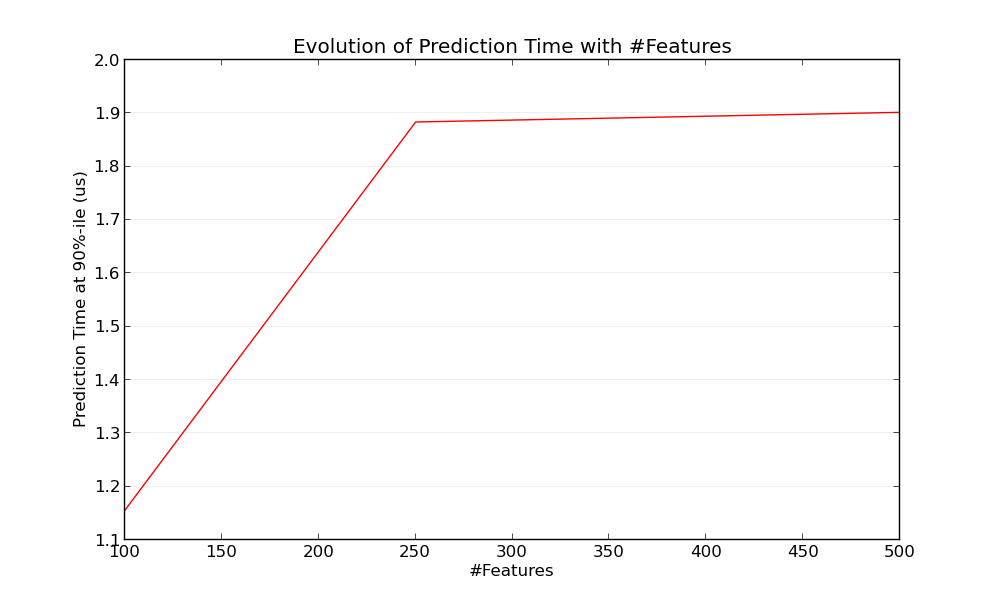 Evolution of Prediction Time with #Features
2.0
1.9
1.8
1.7
1.6
1.5
1.4
1.3
1.2
1.1
Prediction Time at 90%-ile (us)
100 150 200 250 300 350 400 450 500
#Features